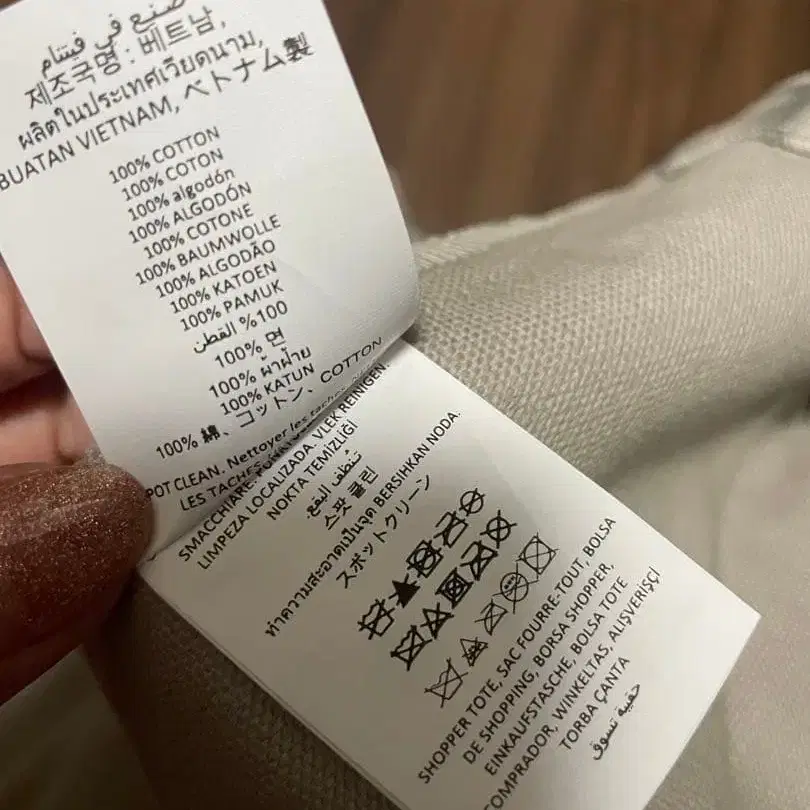 صنع في فيتنام
제조국명 : 베트남,
ผลิตในประเทศเวียดนาม,
BUATAN VIETNAM, ベトナム製
100% COTTON
100% COTON
100% algodón
100% ALGODÓN
100% COTONE
100% BAUMWOLLE
100% ALGODÃO
100% KATOEN
100% PAMUK
100% القطن
100% 면
100% ผ้าฝ้าย
100% KATUN
100% 綿、コットン、COTTON
POT CLEAN. Nettoyer les taches
LES TACHES
SMACCHIARE.
LIMPEZA LOCALIZADA. VLEK REINIGEN.
NOKTA TEMIZLİĞİ
تُنظف البقع.
스팟 클린
ทำความสะอาดเป็นจุด BERSIHKAN NODA.
スポットクリーン
SHOPPER TOTE, SAC FOURRE-TOUT, BOLSA
DE SHOPPING, BORSA SHOPPER,
EINKAUFSTASCHE, BOLSA TOTE
COMPRADOR, WINKELTAS, ALIŞVERİŞÇİ
TORBA ÇANTA
حقيبة تسوق